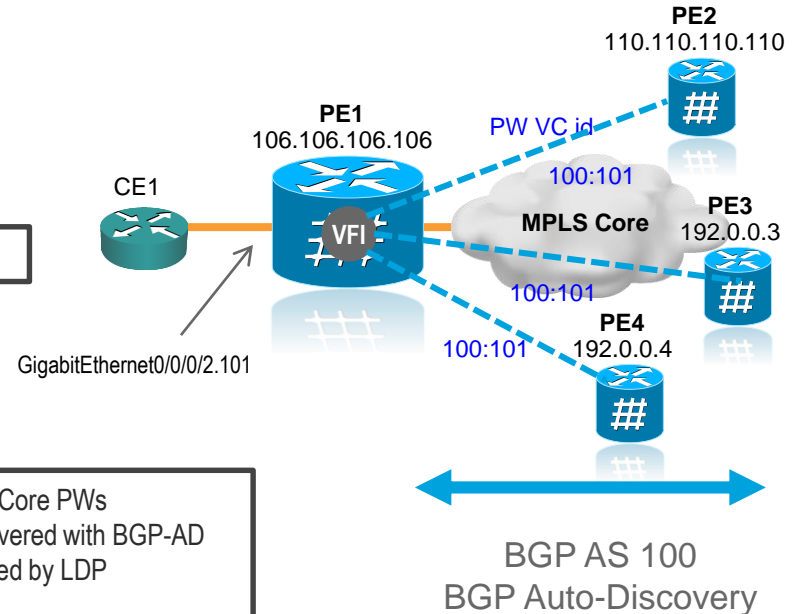 PE2
110.110.110.110
PE1
106.106.106.106
PW VC id
CE1
100:101
MPLS Core
PE3
192.0.0.3
VFI
100:101
PE4
192.0.0.4
100:101
GigabitEthernet0/0/0/2.101
Core PWs
vered with BGP-AD
ed by LDP
BGP AS 100
BGP Auto-Discovery